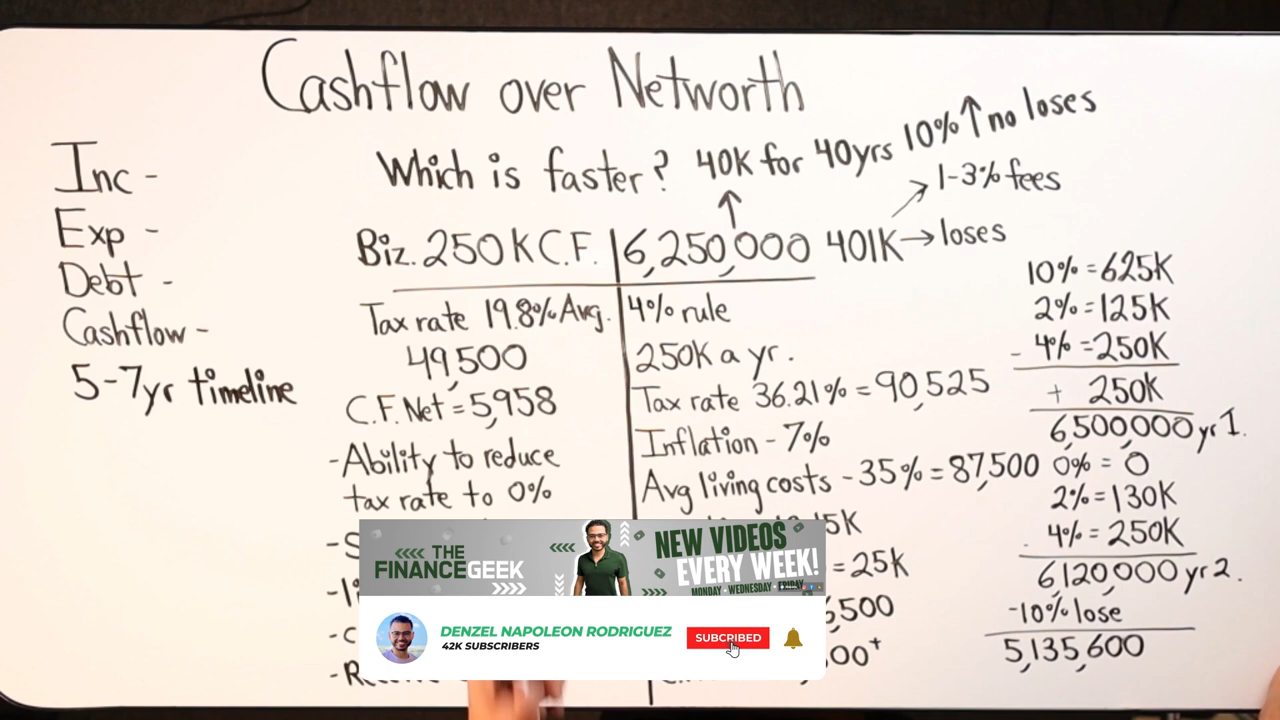 Cashflow over Networth
Inc -
Exp -
Debt -
Cashflow -
5-7yr timeline
Which is faster? 40K for 40yrs 10% ↑ no loses
1-3% fees
Biz. 250K C.F. 6,250,000 401K → loses
Tax rate 19.8% Avg.
49,500
C.F. Net = 5,958
-Ability to reduce
tax rate to 0%
4% rule
250K a yr.
Tax rate 36.21% = 90,525
Inflation - 7%
Avg living costs - 35% = 87,500
5K
= 25K
500
00+
10% = 625K
2% = 125K
- 4% = 250K
+ 250K
6,500,000 yr 1.
0% = 0
2% = 130K
- 4% = 250K
6,120,000 yr 2.
-10% lose
5,135,600
<<<< THE
FINANCEGEEK
>>>>
NEW VIDEOS
EVERY WEEK!
MONDAY - WEDNESDAY - FRIDAY
DENZEL NAPOLEON RODRIGUEZ
42K SUBSCRIBERS
SUBCRIBED